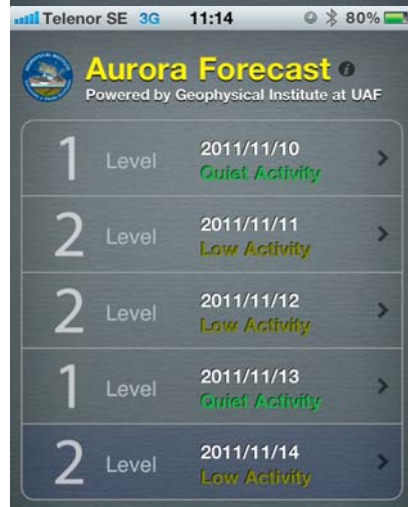 Telenor SE 3G 11:14 80%
Aurora Forecast
Powered by Geophysical Institute at UAF
1 Level 2011/11/10
Quiet Activity
2 Level 2011/11/11
Low Activity
2 Level 2011/11/12
Low Activity
1 Level 2011/11/13
Quiet Activity
2 Level 2011/11/14
Low Activity